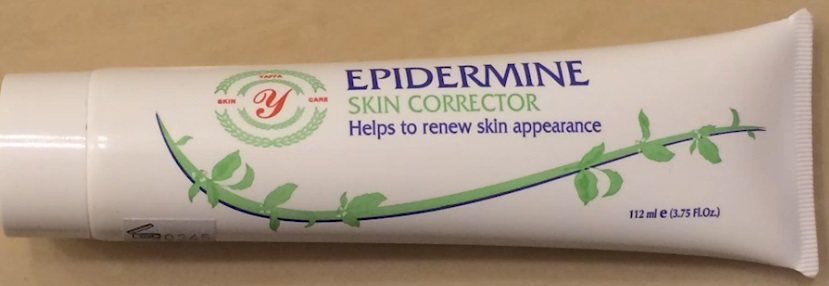 YAFFA
SKIN Y CARE
EPIDERMINE
SKIN CORRECTOR
Helps to renew skin appearance
112 ml e (3.75 Fl.Oz.)